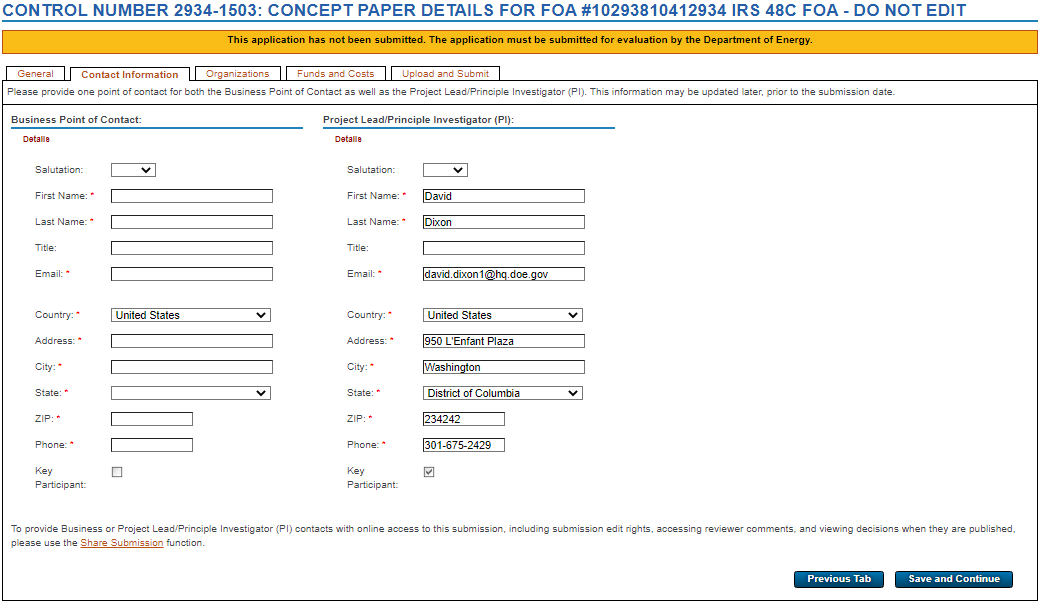 CONTROL NUMBER 2934-1503: CONCEPT PAPER DETAILS FOR FOA #10293810412934 IRS 48C FOA - DO NOT EDIT
This application has not been submitted. The application must be submitted for evaluation by the Department of Energy.
General Contact Information Organizations Funds and Costs Upload and Submit
Please provide one point of contact for both the Business Point of Contact as well as the Project Lead/Principle Investigator (PI). This information may be updated later, prior to the submission date.
Business Point of Contact:
Details
Salutation:
First Name: *
Last Name: *
Title:
Email: *
Country: * United States
Address: *
City: *
State: *
ZIP: *
Phone: *
Key
Participant:
Project Lead/Principle Investigator (PI):
Details
Salutation:
First Name: * David
Last Name: * Dixon
Title:
Email: * david.dixon1@hq.doe.gov
Country: * United States
Address: * 950 L'Enfant Plaza
City: * Washington
State: * District of Columbia
ZIP: * 234242
Phone: * 301-675-2429
Key
Participant:
To provide Business or Project Lead/Principle Investigator (PI) contacts with online access to this submission, including submission edit rights, accessing reviewer comments, and viewing decisions when they are published,
please use the Share Submission function.
Previous Tab Save and Continue